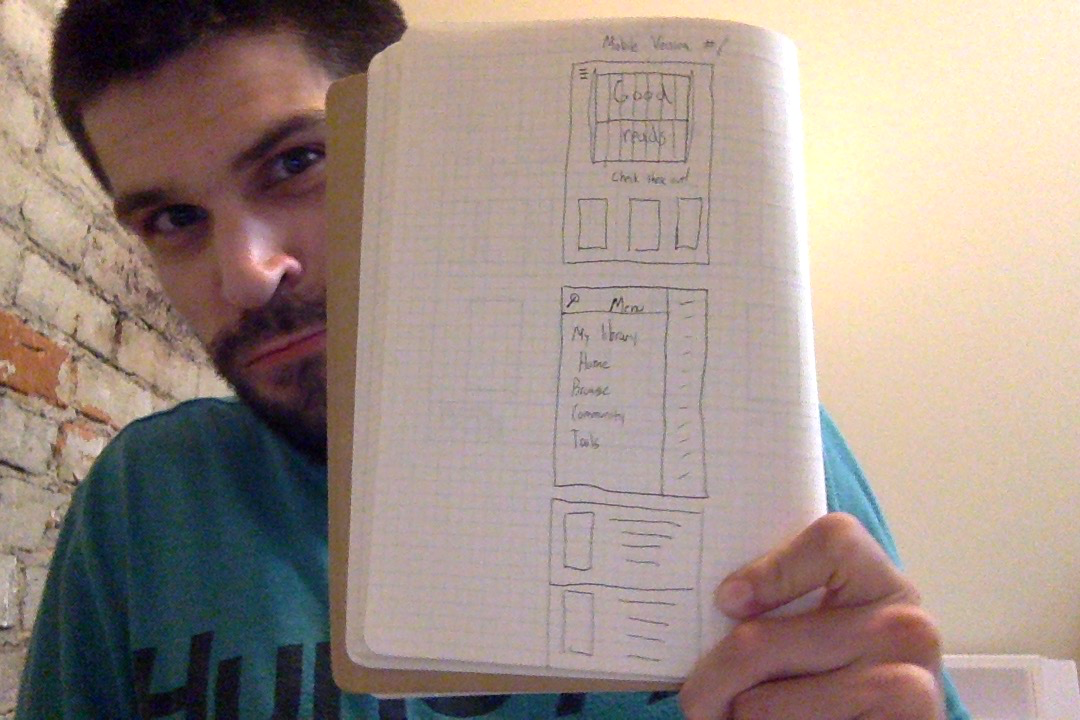 Mobile Version #1
Good
reads
Check these out!
Menu
My library
Home
Browse
Community
Tools
HU